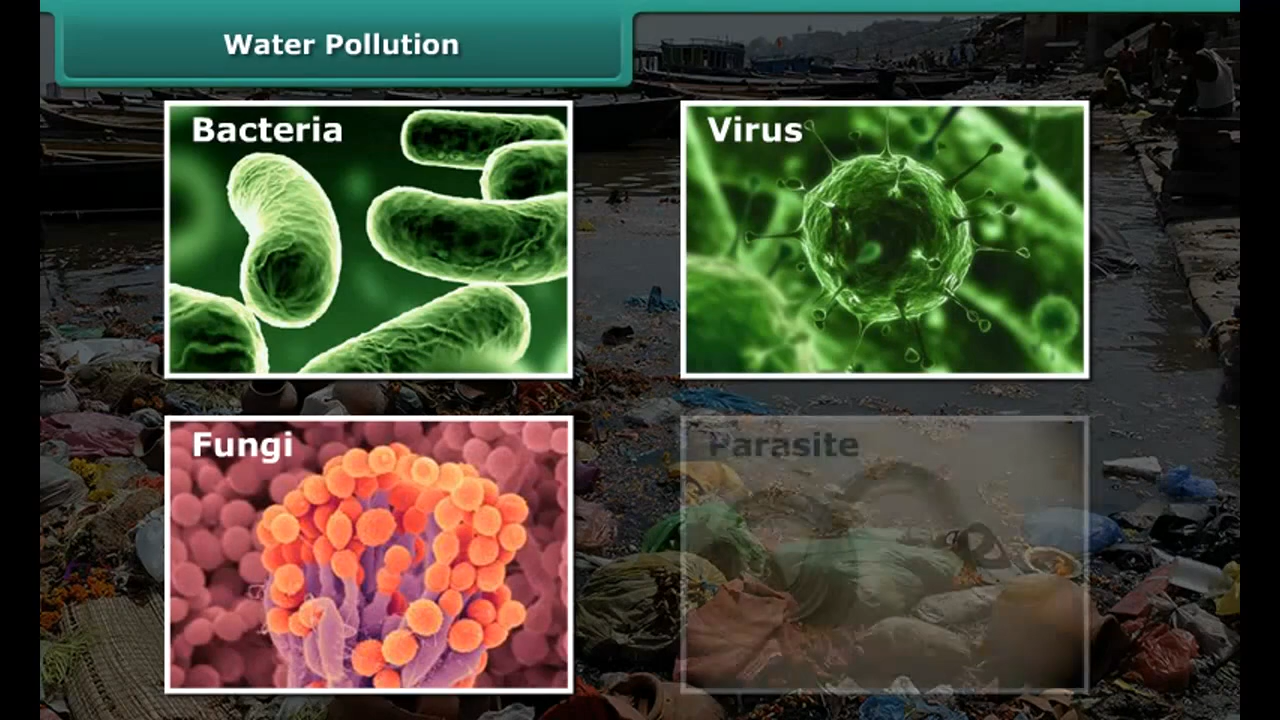 Water Pollution
Bacteria
Virus
Fungi
Parasite